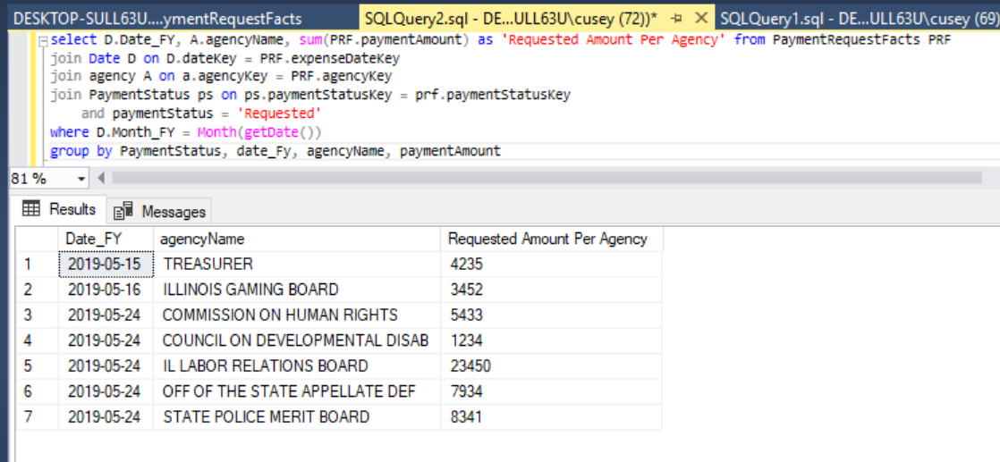 DESKTOP-SULL63U....ymentRequestFacts SQLQuery2.sql - DE...ULL63U\cusey (72))* SQLQuery1.sql - DE...ULL63U\cusey (69)
select D.Date_FY, A.agencyName, sum(PRF.paymentAmount) as 'Requested Amount Per Agency' from PaymentRequestFacts PRF
join Date D on D.dateKey = PRF.expenseDateKey
join agency A on a.agencyKey = PRF.agencyKey
join PaymentStatus ps on ps.paymentStatusKey = prf.paymentStatusKey
and paymentStatus = 'Requested'
where D.Month_FY = Month(getDate())
group by PaymentStatus, date_Fy, agencyName, paymentAmount
81 %
Results Messages
Date_FY agencyName Requested Amount Per Agency
1 2019-05-15 TREASURER 4235
2 2019-05-16 ILLINOIS GAMING BOARD 3452
3 2019-05-24 COMMISSION ON HUMAN RIGHTS 5433
4 2019-05-24 COUNCIL ON DEVELOPMENTAL DISAB 1234
5 2019-05-24 IL LABOR RELATIONS BOARD 23450
6 2019-05-24 OFF OF THE STATE APPELLATE DEF 7934
7 2019-05-24 STATE POLICE MERIT BOARD 8341